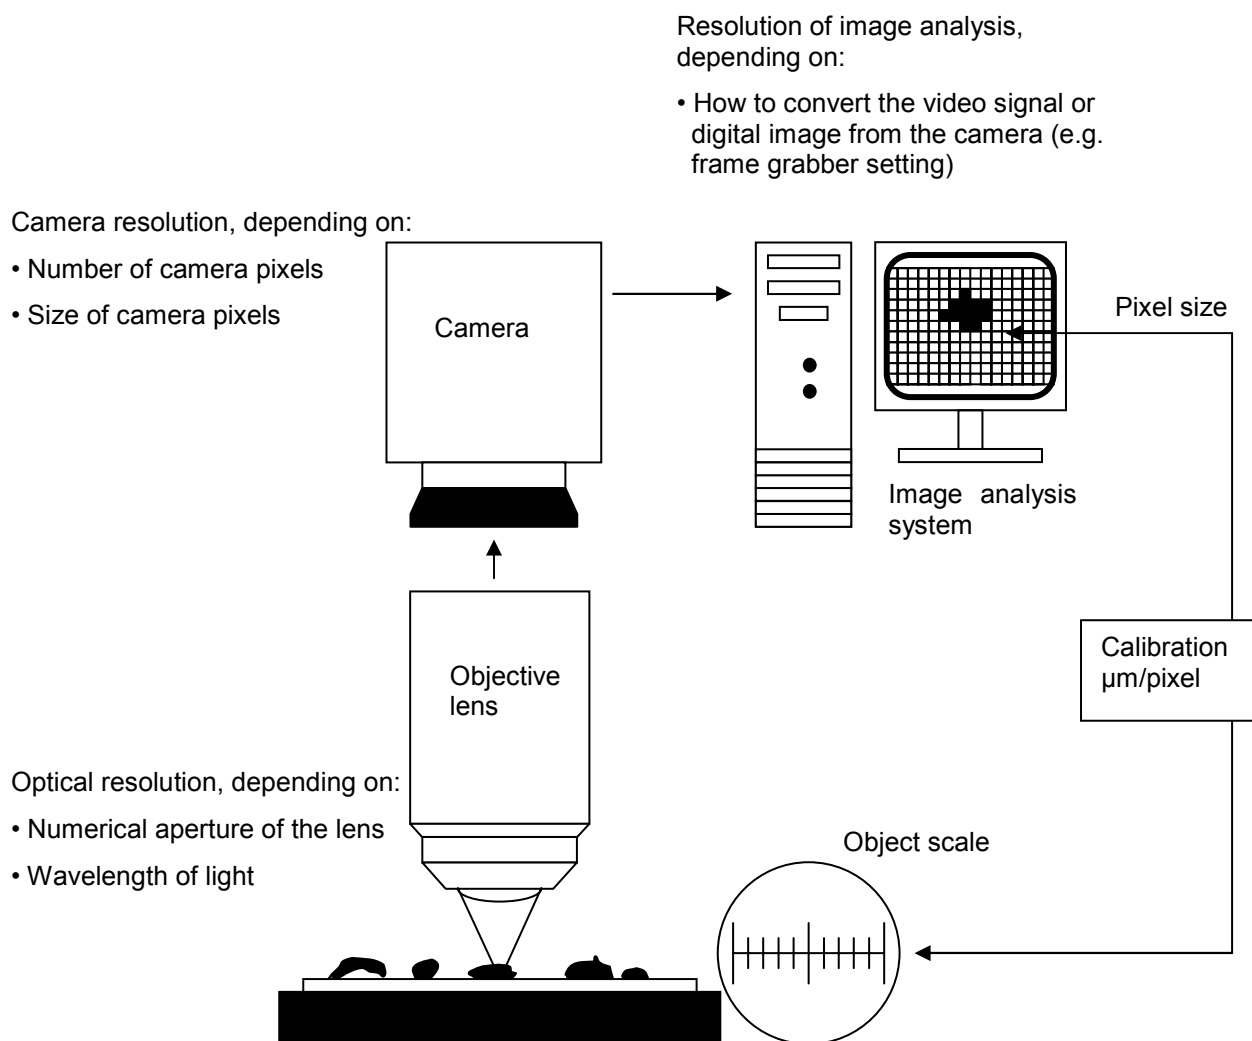 Resolution of image analysis,
depending on:
• How to convert the video signal or
digital image from the camera (e.g.
frame grabber setting)
Camera resolution, depending on:
• Number of camera pixels
• Size of camera pixels
Camera
Pixel size
Image analysis
system
Objective
lens
Calibration
µm/pixel
Optical resolution, depending on:
• Numerical aperture of the lens
• Wavelength of light
Object scale